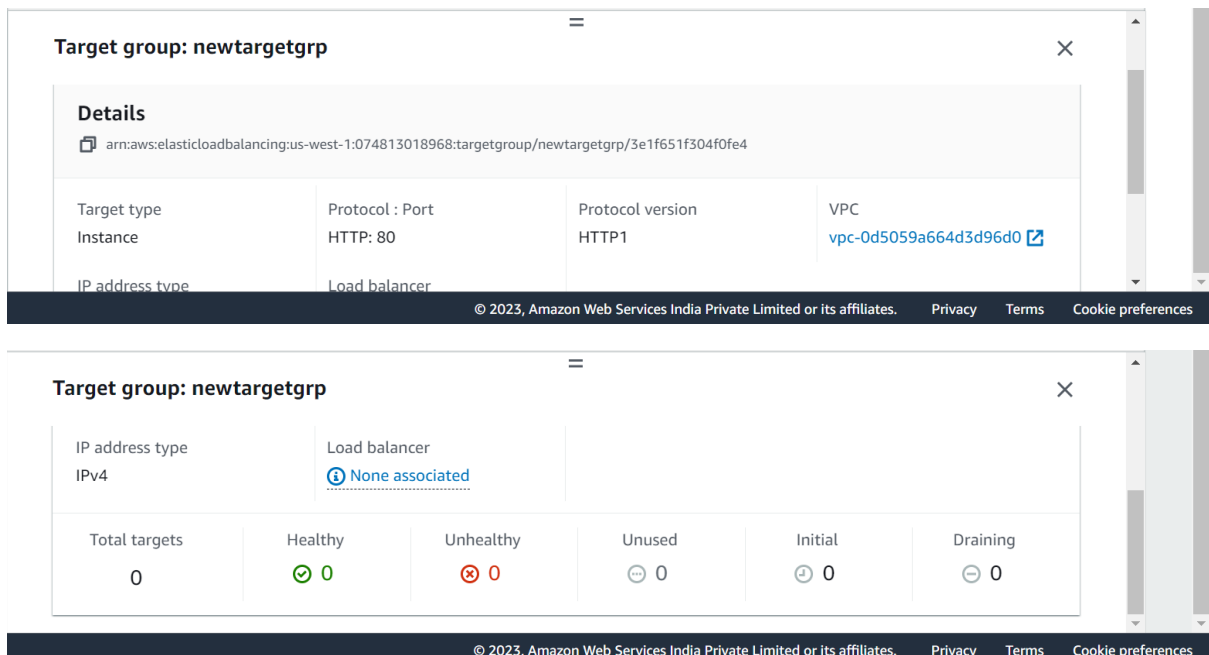 Target group: newtargetgrp
Details
arn:aws:elasticloadbalancing:us-west-1:074813018968:targetgroup/newtargetgrp/3e1f651f304f0fe4
Target type Protocol : Port Protocol version VPC
Instance HTTP: 80 HTTP1 vpc-0d5059a664d3d96d0
IP address type Load balancer
© 2023, Amazon Web Services India Private Limited or its affiliates. Privacy Terms Cookie preferences
Target group: newtargetgrp
IP address type Load balancer
IPv4 None associated
Total targets Healthy Unhealthy Unused Initial Draining
0 0 0 0 0 0
© 2023, Amazon Web Services India Private Limited or its affiliates. Privacy Terms Cookie preferences